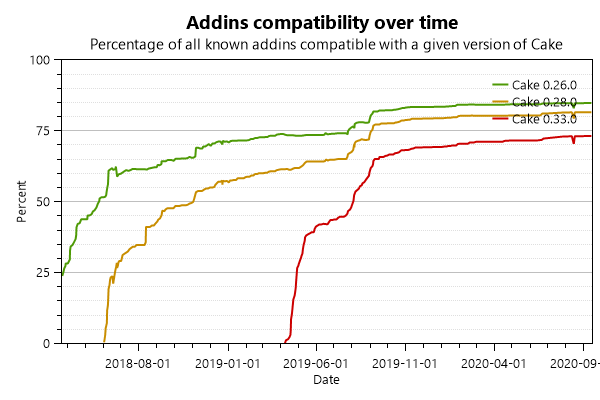 Addins compatibility over time
Percentage of all known addins compatible with a given version of Cake
100
75
50
25
0
Percent
Cake 0.26.0
Cake 0.28.0
Cake 0.33.0
2018-08-01
2019-01-01
2019-06-01
2019-11-01
2020-04-01
2020-09-
Date